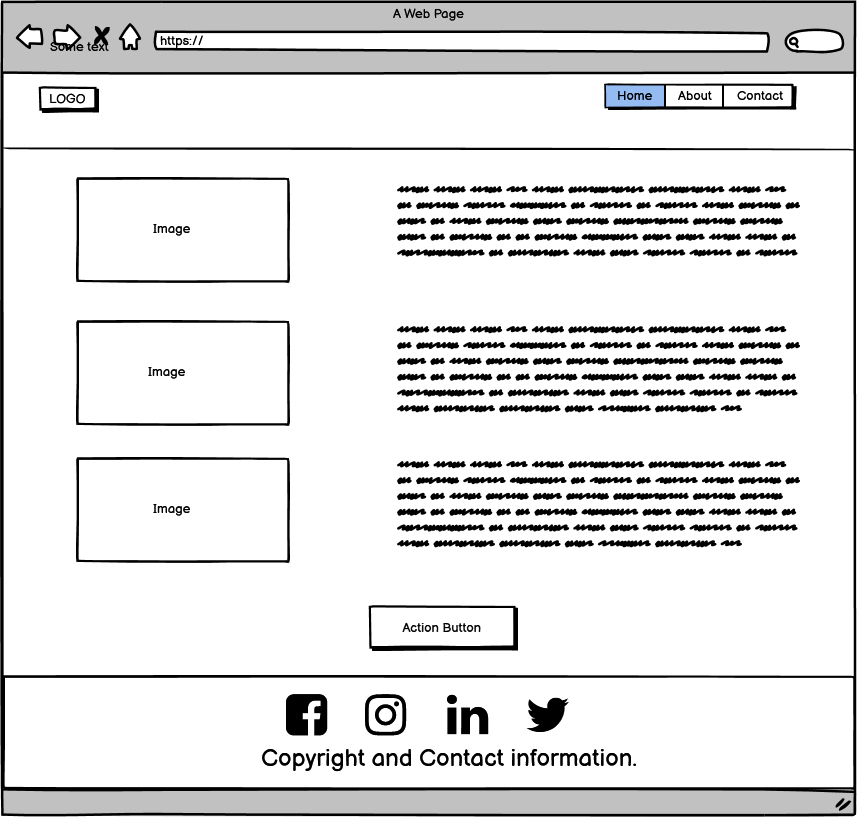 A Web Page
Some text
https://
LOGO
Home About Contact
Image
Image
Image
Action Button
Copyright and Contact information.